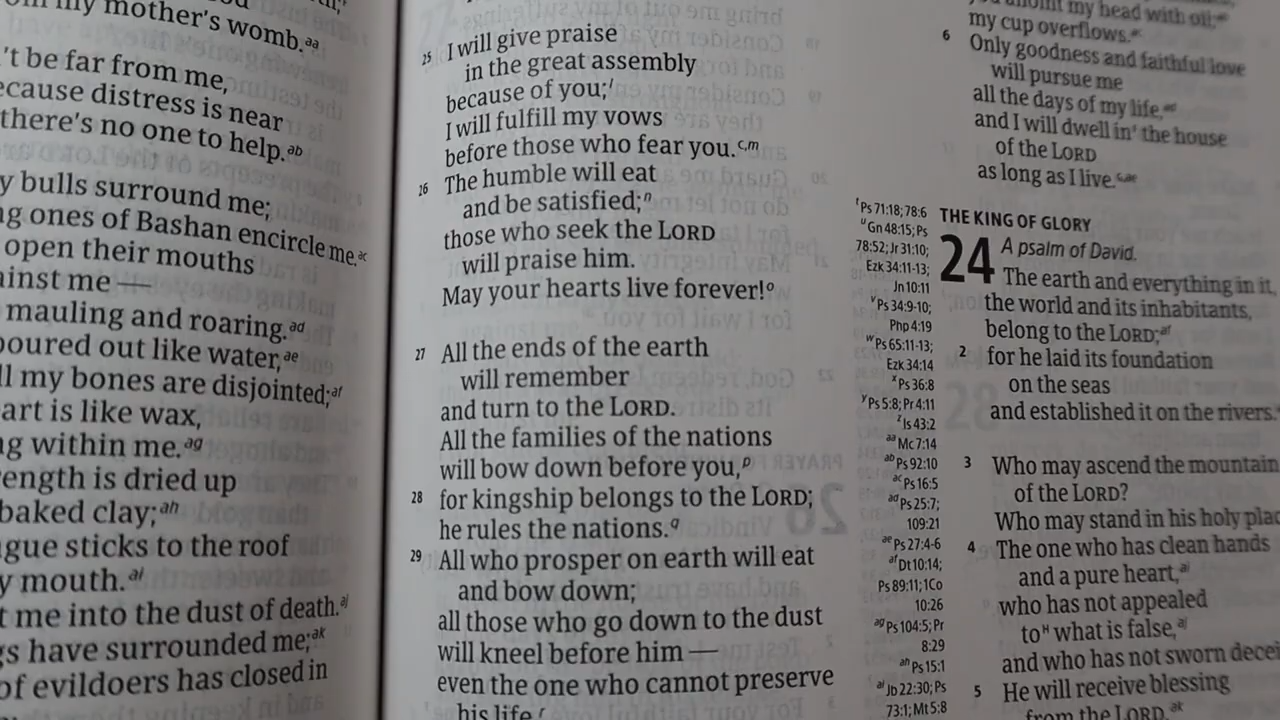 my mother's womb.aa
't be far from me,
ecause distress is near
there's no one to help.ab
y bulls surround me;
ng ones of Bashan encircle me.ac
open their mouths
ainst me —
mauling and roaring.ad
poured out like water,ae
ll my bones are disjointed;af
art is like wax,
ng within me.ag
rength is dried up
baked clay;ah
ngue sticks to the roof
y mouth.ai
t me into the dust of death.aj
gs have surrounded me;ak
of evildoers has closed in
25 I will give praise
in the great assembly
because of you;l
I will fulfill my vows
before those who fear you.c,m
26 The humble will eat
and be satisfied;n
those who seek the LORD
will praise him.
May your hearts live forever!o
27 All the ends of the earth
will remember
and turn to the LORD.
All the families of the nations
will bow down before you,p
28 for kingship belongs to the LORD;
he rules the nations.q
29 All who prosper on earth will eat
and bow down;
all those who go down to the dust
will kneel before him —
even the one who cannot preserve
his life.r
t Ps 71:18; 78:6
u Gn 48:15; Ps
78:52; Jr 31:10;
Ezk 34:11-13;
Jn 10:11
v Ps 34:9-10;
Php 4:19
w Ps 65:11-13;
Ezk 34:14
x Ps 36:8
y Ps 5:8; Pr 4:11
z Is 43:2
aa Mc 7:14
ab Ps 92:10
ac Ps 16:5
ad Ps 25:7;
109:21
ae Ps 27:4-6
af Dt 10:14;
Ps 89:11; 1Co
10:26
ag Ps 104:5; Pr
8:29
ah Ps 15:1
ai Jb 22:30; Ps
73:1; Mt 5:8
you anoint my head with oil;
my cup overflows.
6 Only goodness and faithful love
will pursue me
all the days of my life,ad
and I will dwell in the house
of the LORD
as long as I live.
THE KING OF GLORY
24 A psalm of David.
The earth and everything in it,
the world and its inhabitants,
belong to the LORD;af
2 for he laid its foundation
on the seas
and established it on the rivers.
3 Who may ascend the mountain
of the LORD?
Who may stand in his holy plac
4 The one who has clean hands
and a pure heart,ai
who has not appealed
toH what is false,aj
and who has not sworn decei
5 He will receive blessing
from the LORD,ak